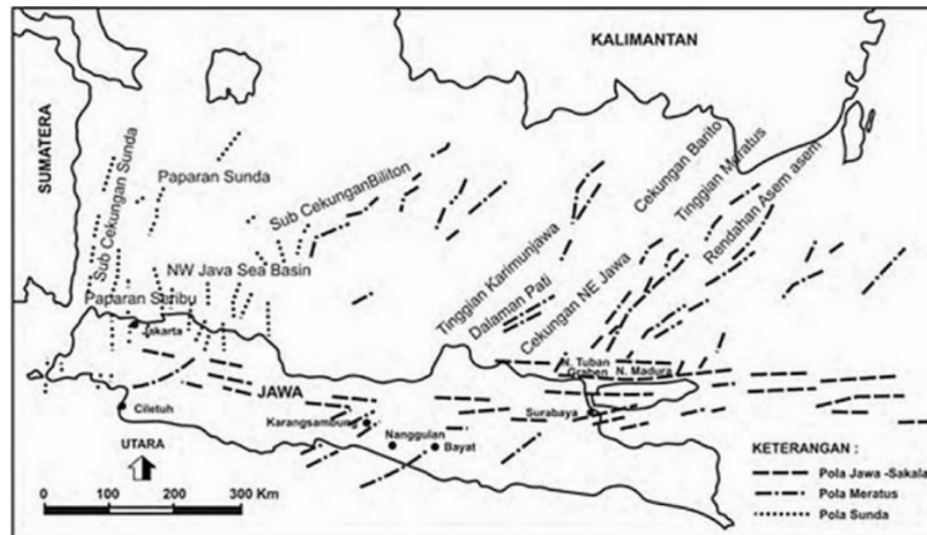 KALIMANTAN
SUMATERA
Sub Cekungan Sunda
Paparan Sunda
Sub CekunganBiliton
Cekungan Barito
Tinggian Meratus
Rendahan Asem asem
NW Java Sea Basin
Paparan Seribu
Tinggian Karimunjawa
Dalaman Pati
Cekungan NE Jawa
Jakarta
N. Tuban
Graben
N. Madura
JAWA
Ciletuh
Karangsambung
Surabaya
Nanggulan
Bayat
UTARA
0 100 200 300 Km
KETERANGAN :
Pola Jawa -Sakala
Pola Meratus
Pola Sunda